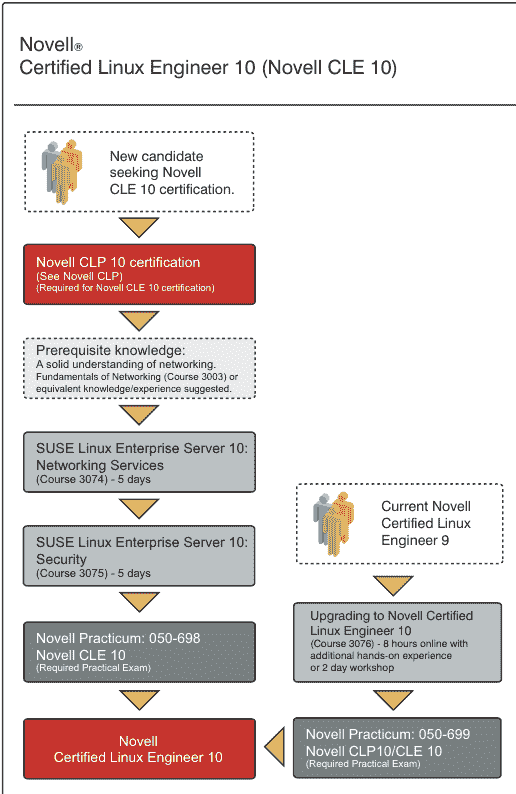 Novell®
Certified Linux Engineer 10 (Novell CLE 10)
New candidate
seeking Novell
CLE 10 certification.
Novell CLP 10 certification
(See Novell CLP)
(Required for Novell CLE 10 certification)
Prerequisite knowledge:
A solid understanding of networking.
Fundamentals of Networking (Course 3003) or
equivalent knowledge/experience suggested.
SUSE Linux Enterprise Server 10:
Networking Services
(Course 3074) - 5 days
SUSE Linux Enterprise Server 10:
Security
(Course 3075) - 5 days
Novell Practicum: 050-698
Novell CLE 10
(Required Practical Exam)
Novell
Certified Linux Engineer 10
Current Novell
Certified Linux
Engineer 9
Upgrading to Novell Certified
Linux Engineer 10
(Course 3076) - 8 hours online with
additional hands-on experience
or 2 day workshop
Novell Practicum: 050-699
Novell CLP10/CLE 10
(Required Practical Exam)